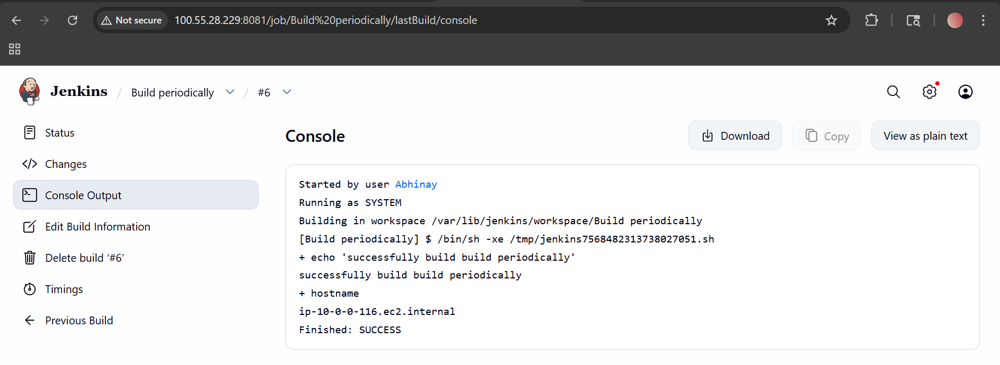 Not secure 100.55.28.229:8081/job/Build%20periodically/lastBuild/console
Jenkins / Build periodically / #6
Status
Changes
Console Output
Edit Build Information
Delete build ‘#6’
Timings
Previous Build
Console
Download
Copy
View as plain text
Started by user Abhinay
Running as SYSTEM
Building in workspace /var/lib/jenkins/workspace/Build periodically
[Build periodically] $ /bin/sh -xe /tmp/jenkins7568482313738027051.sh
+ echo 'successfully build build periodically'
successfully build build periodically
+ hostname
ip-10-0-0-116.ec2.internal
Finished: SUCCESS